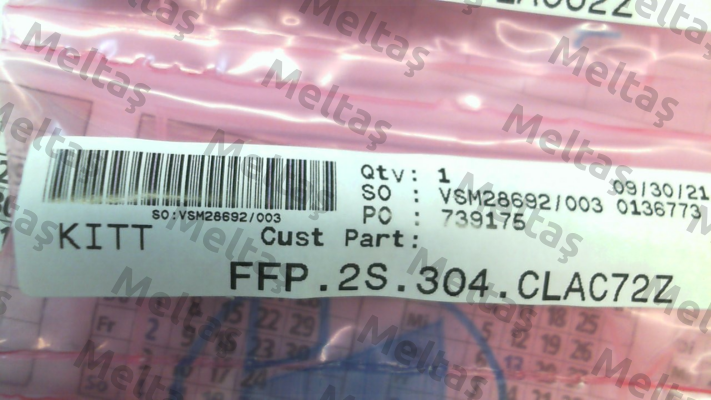 Qty: 1 09/30/21
SO : VSM28692/003 0136773
PO : 739175
SO:VSM28692/003
KITT Cust Part:
FFP.2S.304.CLAC72Z
Meltaş